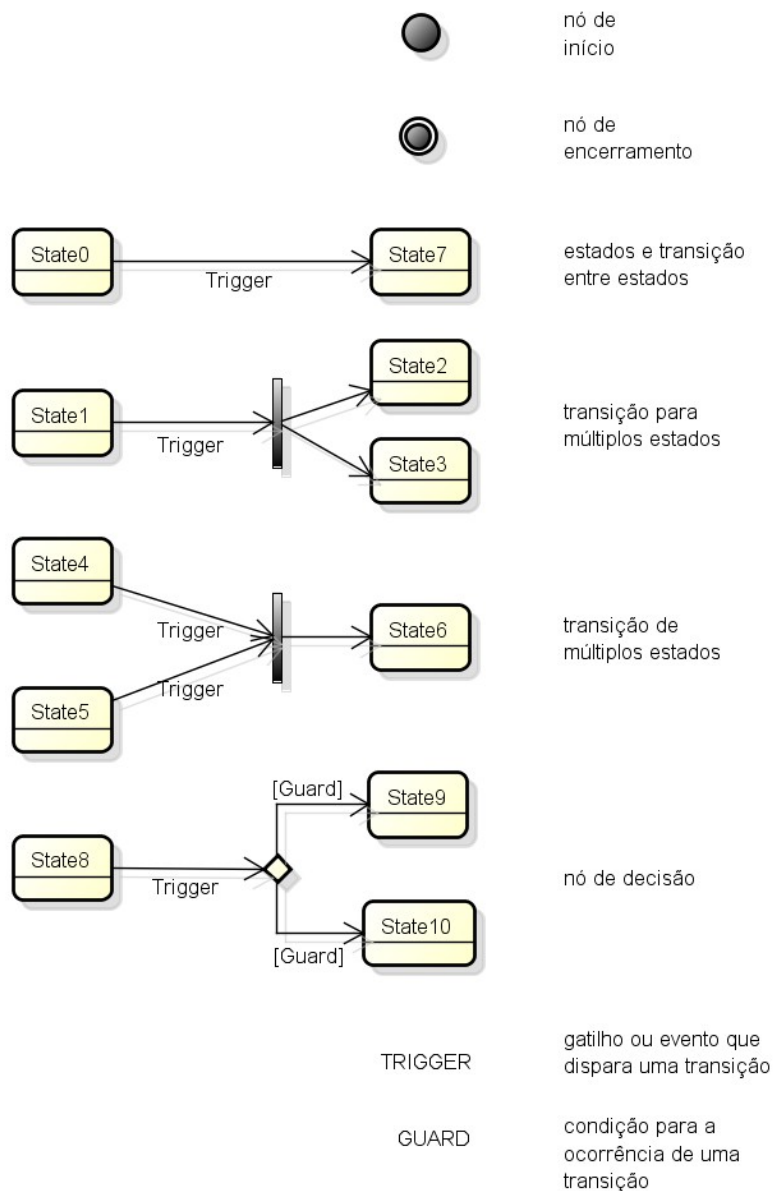 nó de
início
nó de
encerramento
State0
Trigger
State7
estados e transição
entre estados
State1
Trigger
State2
State3
transição para
múltiplos estados
State4
Trigger
State5
Trigger
State6
transição de
múltiplos estados
State8
Trigger
[Guard]
State9
[Guard]
State10
nó de decisão
TRIGGER
gatilho ou evento que
dispara uma transição
GUARD
condição para a
ocorrência de uma
transição